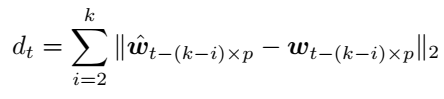 $d_t = \sum_{i=2}^{k} \|\hat{\boldsymbol{w}}_{t-(k-i)\times p} - \boldsymbol{w}_{t-(k-i)\times p}\|_2$